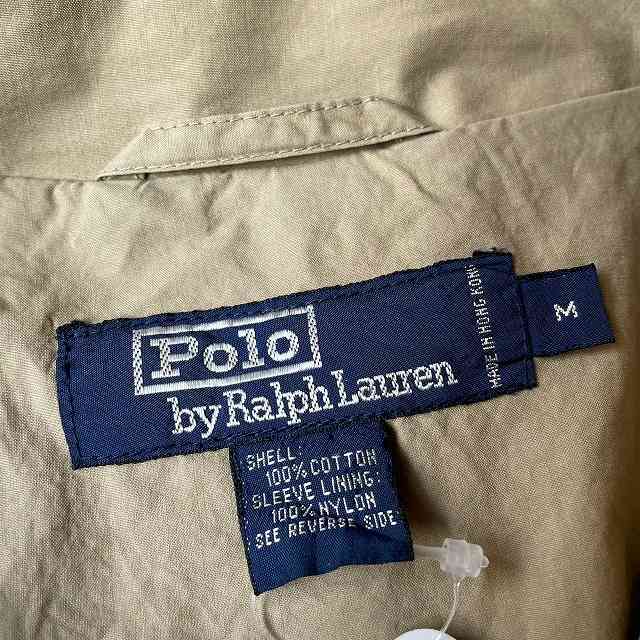 Polo
by Ralph Lauren
MADE IN HONG KONG
M
SHELL:
100% COTTON
SLEEVE LINING:
100% NYLON
SEE REVERSE SIDE